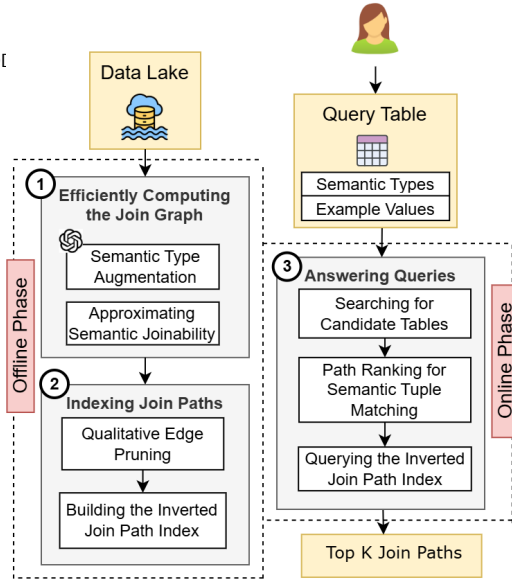 [
Data Lake
Offline Phase
1
Efficiently Computing
the Join Graph
Semantic Type
Augmentation
Approximating
Semantic Joinability
2
Indexing Join Paths
Qualitative Edge
Pruning
Building the Inverted
Join Path Index
Query Table
Semantic Types
Example Values
3
Answering Queries
Searching for
Candidate Tables
Path Ranking for
Semantic Tuple
Matching
Querying the Inverted
Join Path Index
Online Phase
Top K Join Paths